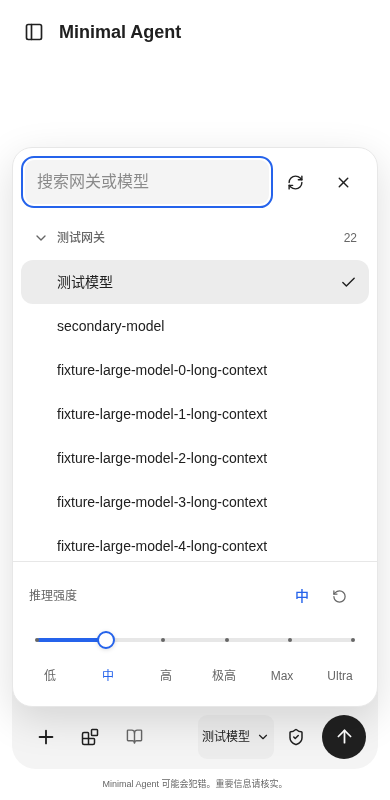 Minimal Agent
搜索网关或模型
测试网关 22
测试模型
secondary-model
fixture-large-model-0-long-context
fixture-large-model-1-long-context
fixture-large-model-2-long-context
fixture-large-model-3-long-context
fixture-large-model-4-long-context
推理强度 中
低 中 高 极高 Max Ultra
测试模型
Minimal Agent 可能会犯错。重要信息请核实。